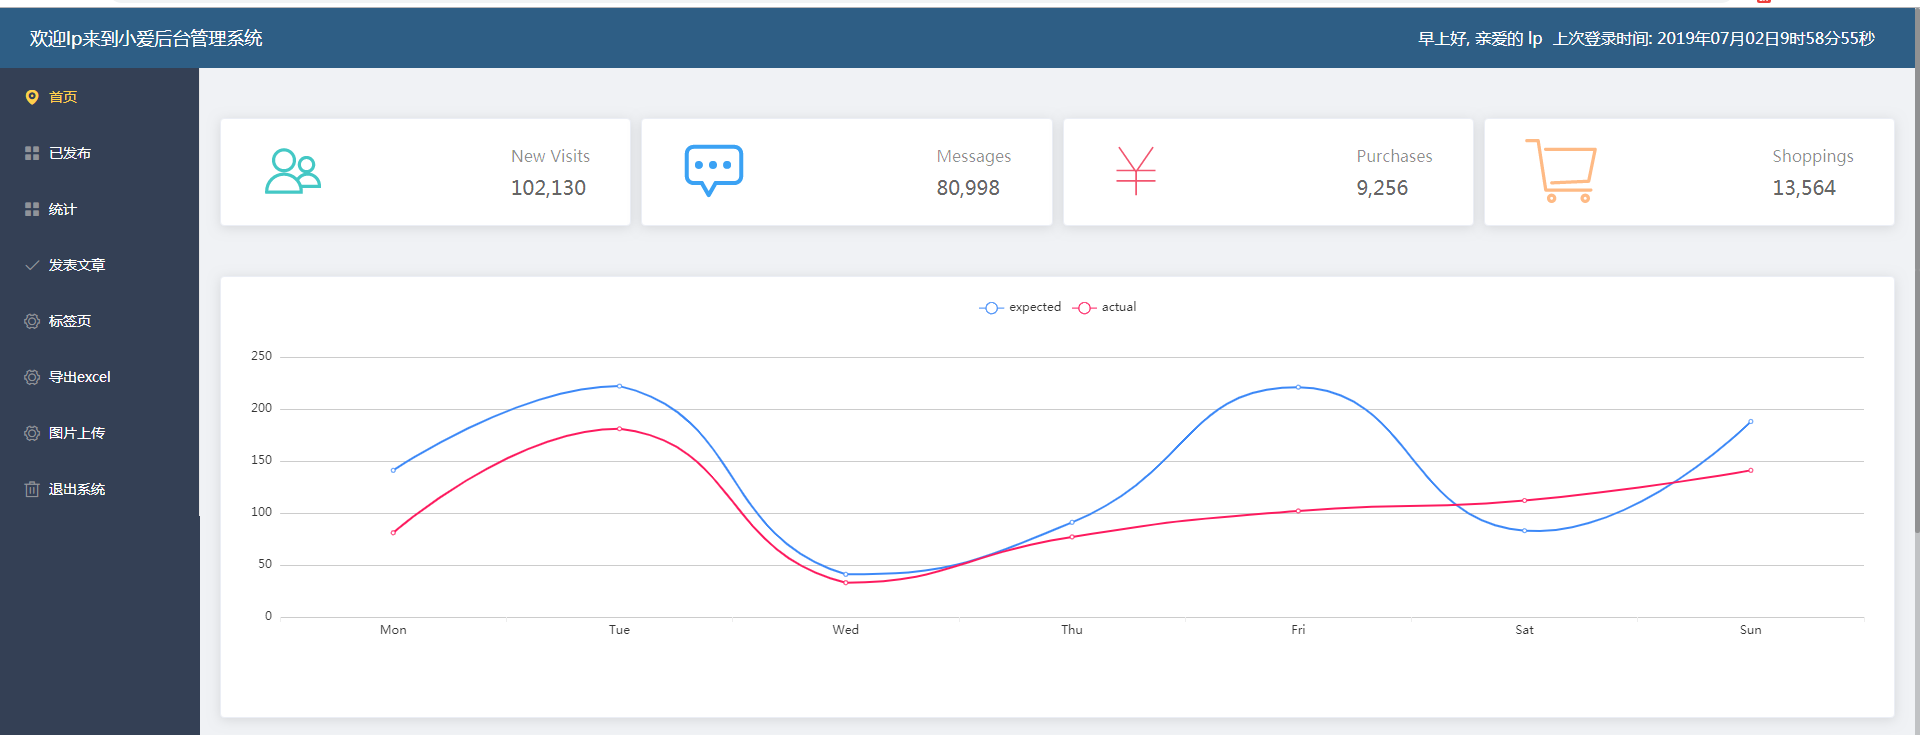 欢迎lp来到小爱后台管理系统
早上好, 亲爱的 lp 上次登录时间: 2019年07月02日9时58分55秒
首页
已发布
统计
发表文章
标签页
导出excel
图片上传
退出系统
New Visits
102,130
Messages
80,998
Purchases
9,256
Shoppings
13,564
expected actual
250
200
150
100
50
0
Mon Tue Wed Thu Fri Sat Sun